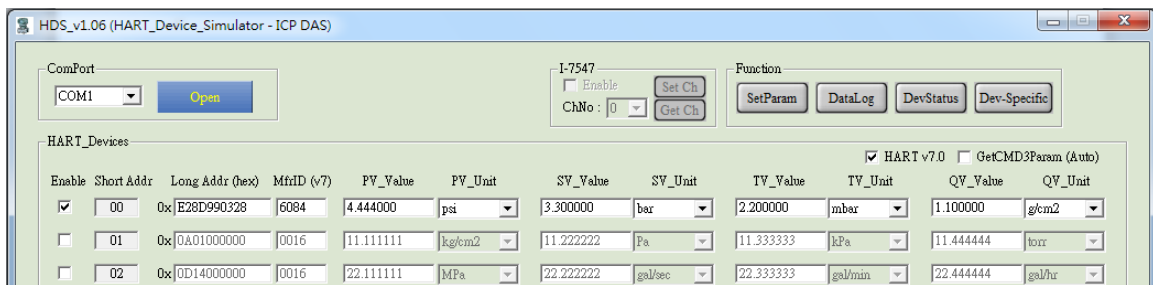 HDS_v1.06 (HART_Device_Simulator - ICP DAS)
ComPort
COM1 Open
I-7547
Enable Set Ch
ChNo : 0 Get Ch
Function
SetParam DataLog DevStatus Dev-Specific
HART_Devices
HART v7.0 GetCMD3Param (Auto)
Enable Short Addr Long Addr (hex) MfrID (v7) PV_Value PV_Unit SV_Value SV_Unit TV_Value TV_Unit QV_Value QV_Unit
00 0x E28D990328 6084 4.444000 psi 3.300000 bar 2.200000 mbar 1.100000 g/cm2
01 0x 0A01000000 0016 11.111111 kg/cm2 11.222222 Pa 11.333333 kPa 11.444444 torr
02 0x 0D14000000 0016 22.111111 MPa 22.222222 gal/sec 22.333333 gal/min 22.444444 gal/hr